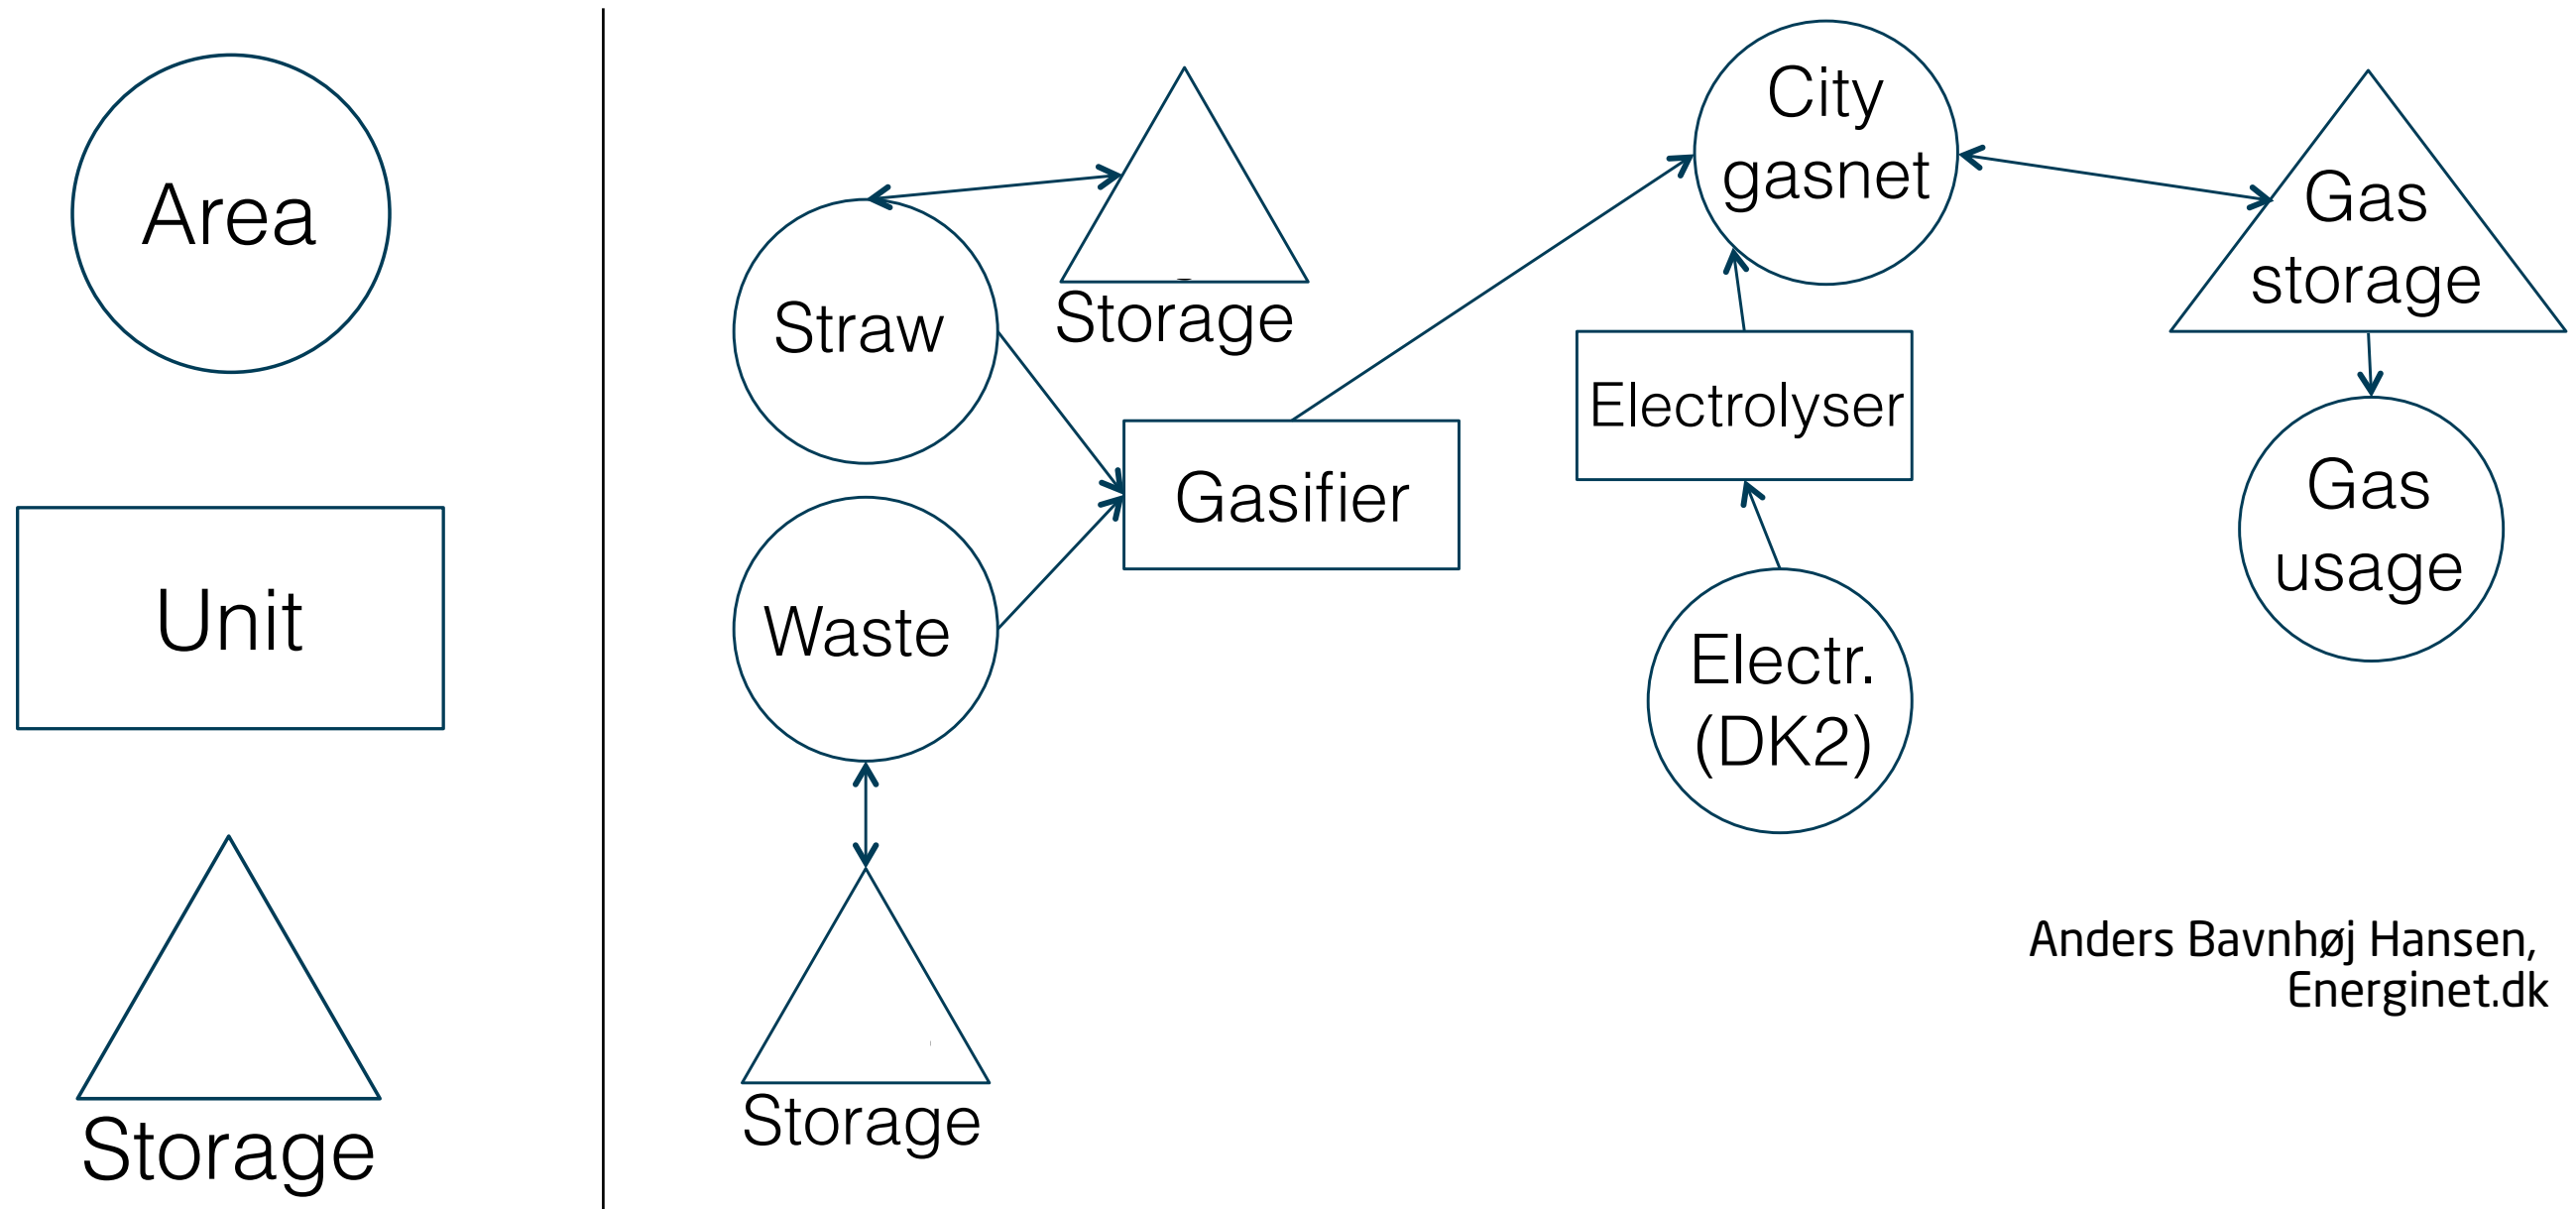 Area
Unit
Storage
Straw
Storage
Waste
Storage
Gasifier
City
gasnet
Electrolyser
Electr.
(DK2)
Gas
storage
Gas
usage
Anders Bavnhøj Hansen,
Energinet.dk